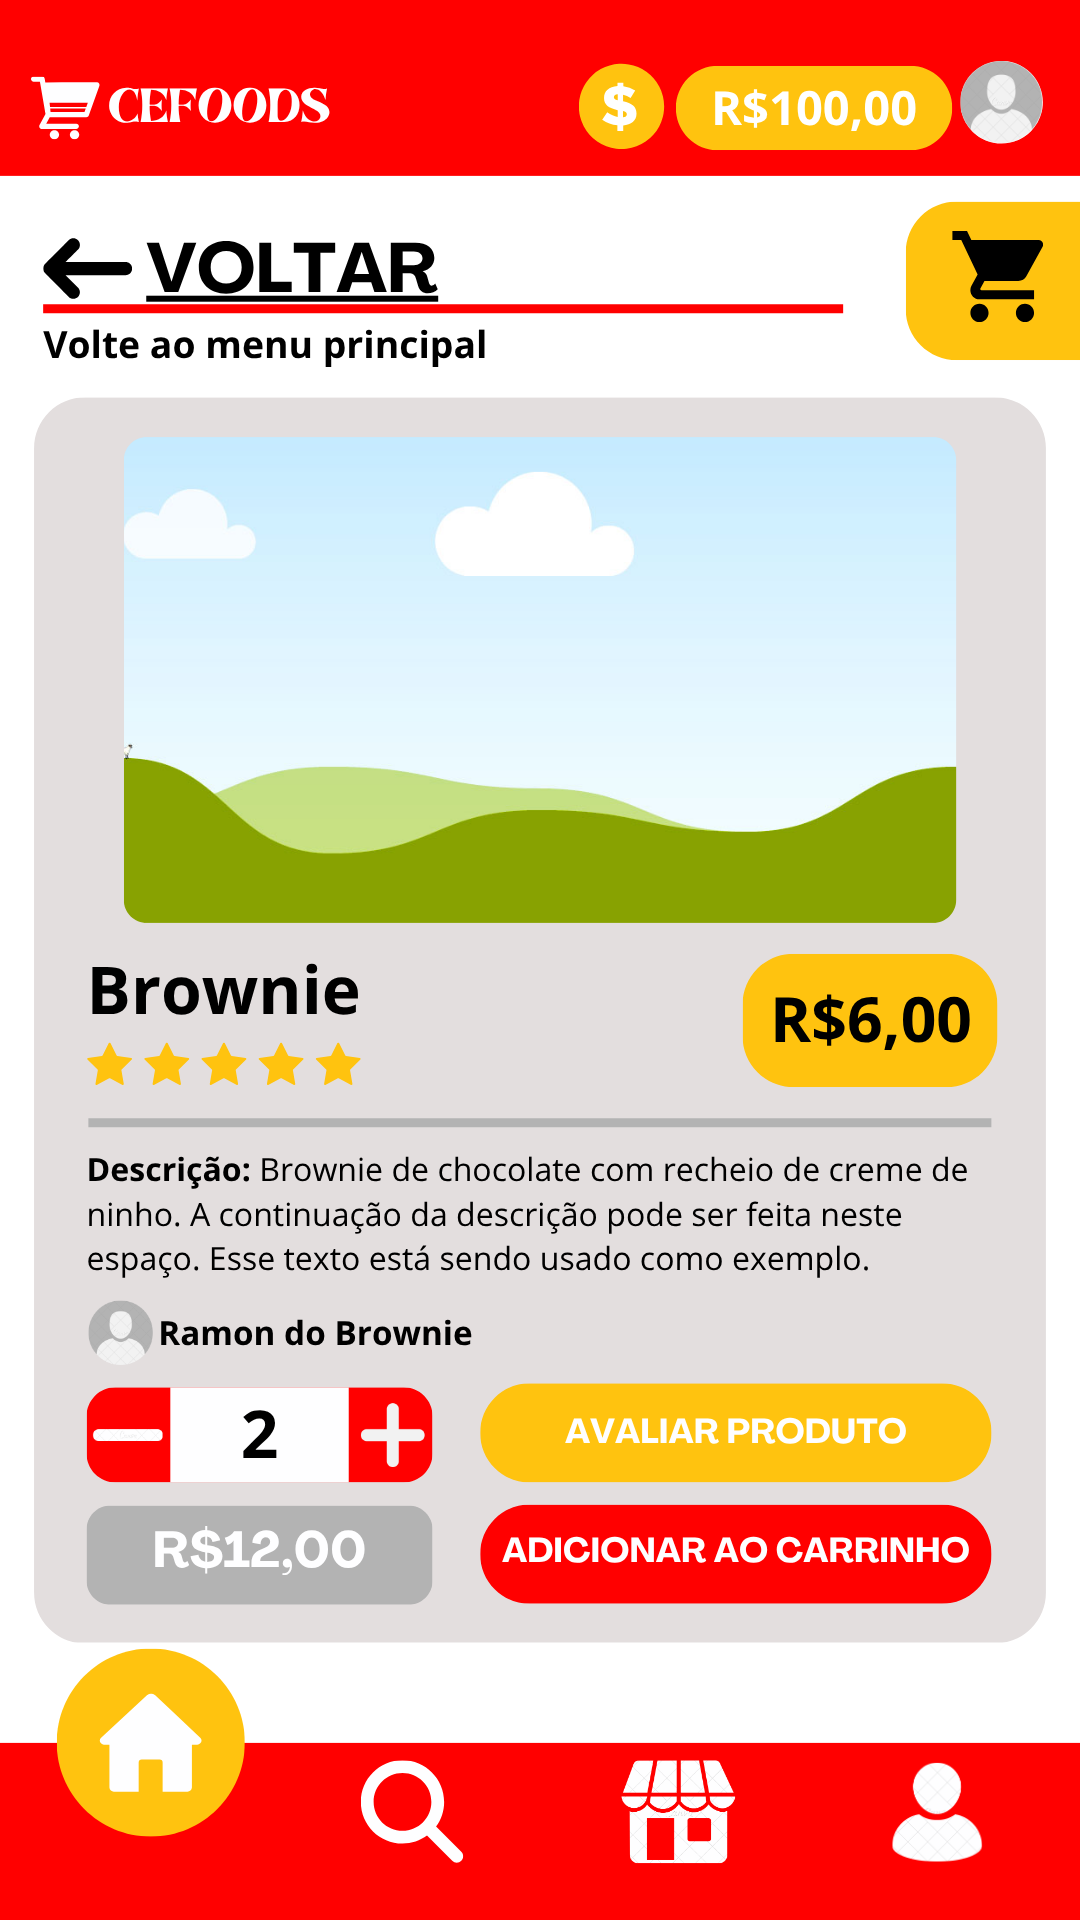 CEFOODS
$
R$100,00
VOLTAR
Volte ao menu principal
Brownie
R$6,00
Descrição: Brownie de chocolate com recheio de creme de
ninho. A continuação da descrição pode ser feita neste
espaço. Esse texto está sendo usado como exemplo.
Ramon do Brownie
2
AVALIAR PRODUTO
R$12,00
ADICIONAR AO CARRINHO